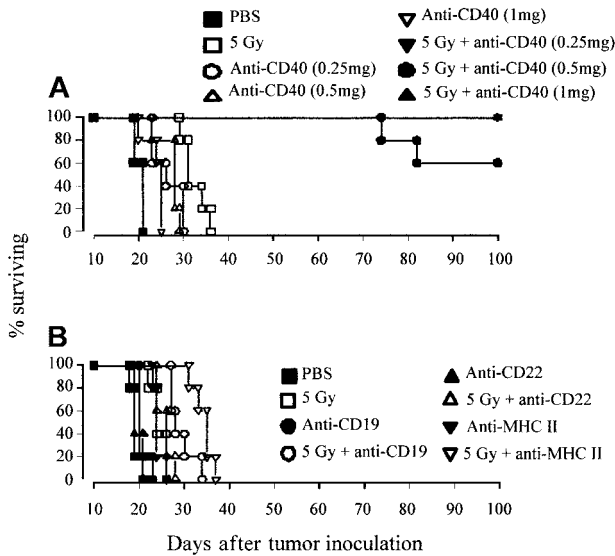 PBS
5 Gy
Anti-CD40 (0.25mg)
Anti-CD40 (0.5mg)
Anti-CD40 (1mg)
5 Gy + anti-CD40 (0.25mg)
5 Gy + anti-CD40 (0.5mg)
5 Gy + anti-CD40 (1mg)
A
100
80
60
40
20
0
10 20 30 40 50 60 70 80 90 100
% surviving
B
PBS
5 Gy
Anti-CD19
5 Gy + anti-CD19
Anti-CD22
5 Gy + anti-CD22
Anti-MHC II
5 Gy + anti-MHC II
100
80
60
40
20
0
10 20 30 40 50 60 70 80 90 100
Days after tumor inoculation